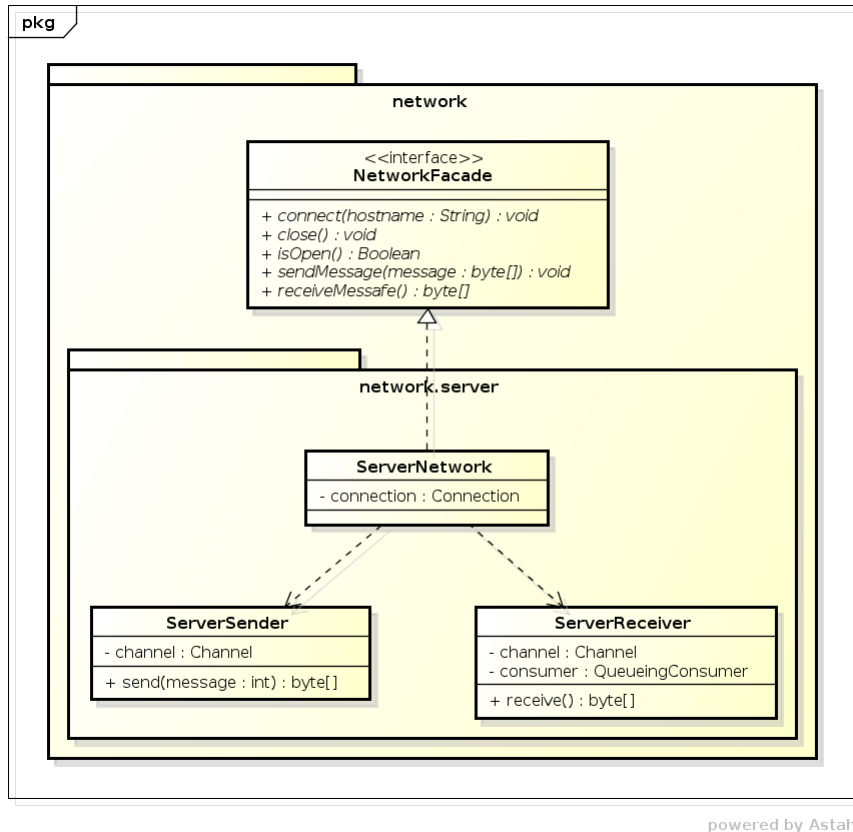 pkg
network
<<interface>>
NetworkFacade
+ connect(hostname : String) : void
+ close() : void
+ isOpen() : Boolean
+ sendMessage(message : byte[]) : void
+ receiveMessafe() : byte[]
network.server
ServerNetwork
- connection : Connection
ServerSender
- channel : Channel
+ send(message : int) : byte[]
ServerReceiver
- channel : Channel
- consumer : QueueingConsumer
+ receive() : byte[]
powered by Astah